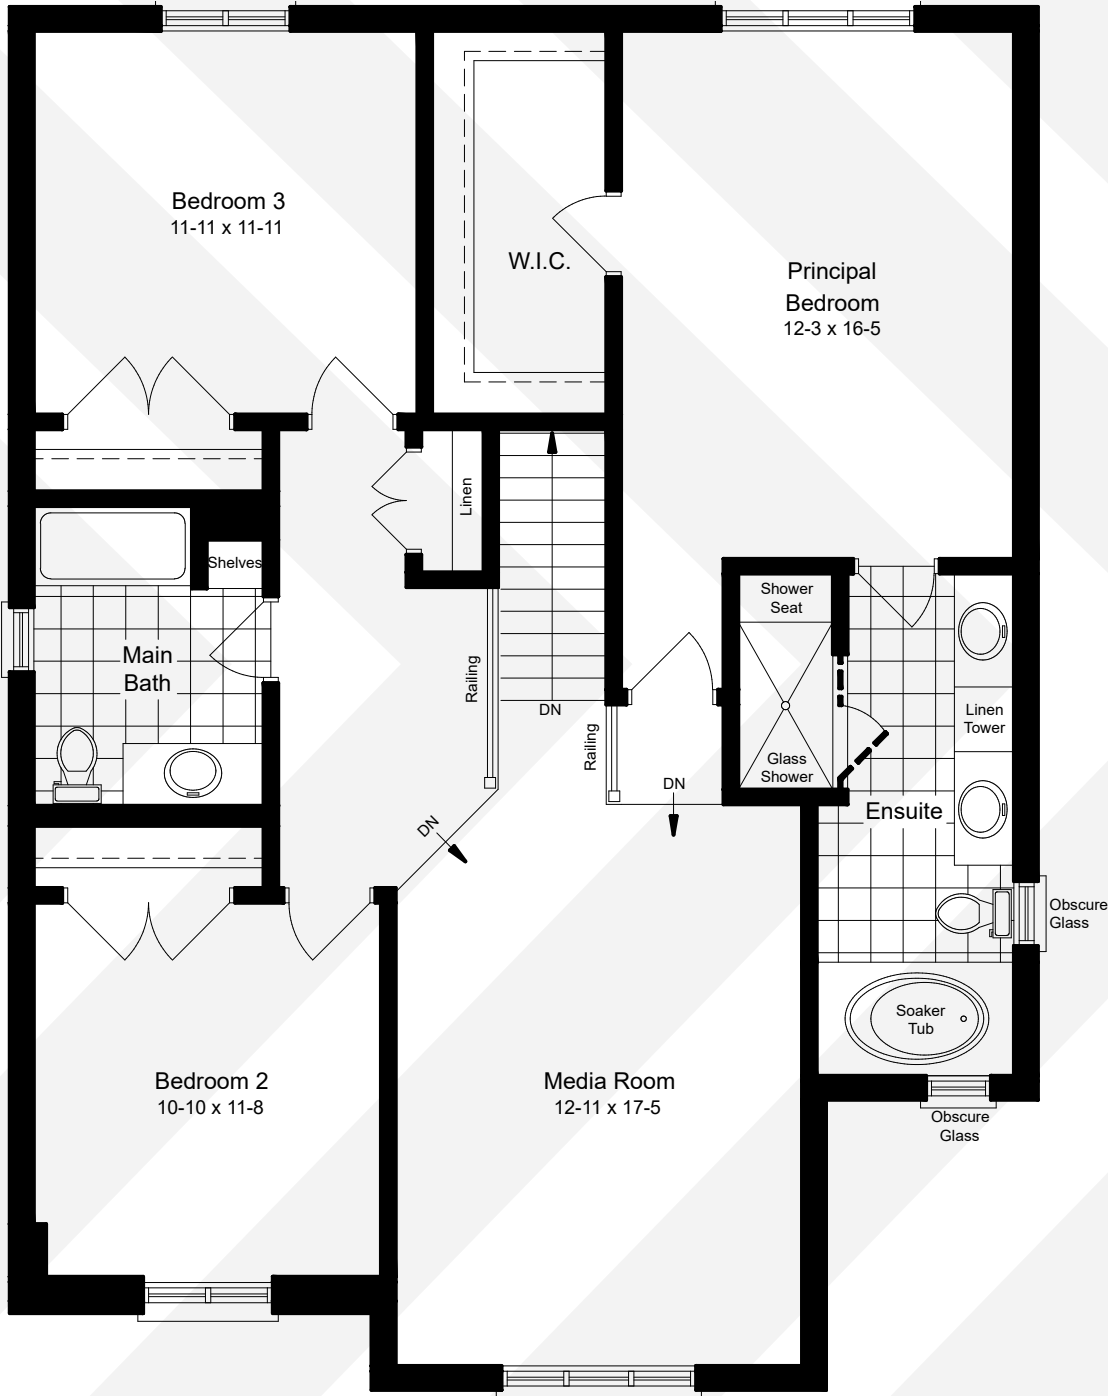 Bedroom 3
11-11 x 11-11
W.I.C.
Principal
Bedroom
12-3 x 16-5
Linen
Shelves
Shower
Seat
Main
Bath
Railing
DN
Railing
Linen
Tower
Glass
Shower
DN
DN
Ensuite
Obscure
Glass
Soaker
Tub
Bedroom 2
10-10 x 11-8
Media Room
12-11 x 17-5
Obscure
Glass